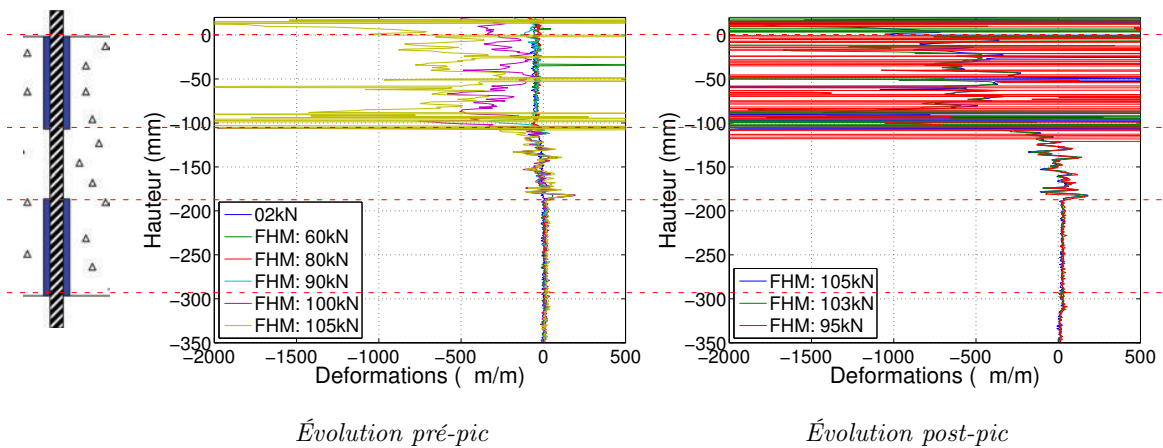 0
−50
−100
−150
−200
−250
−300
−350
Hauteur (mm)
02kN
FHM: 60kN
FHM: 80kN
FHM: 90kN
FHM: 100kN
FHM: 105kN
−2000 −1500 −1000 −500 0 500
Deformations ( m/m)
0
−50
−100
−150
−200
−250
−300
−350
Hauteur (mm)
FHM: 105kN
FHM: 103kN
FHM: 95kN
−2000 −1500 −1000 −500 0 500
Deformations ( m/m)
Évolution pré-pic
Évolution post-pic